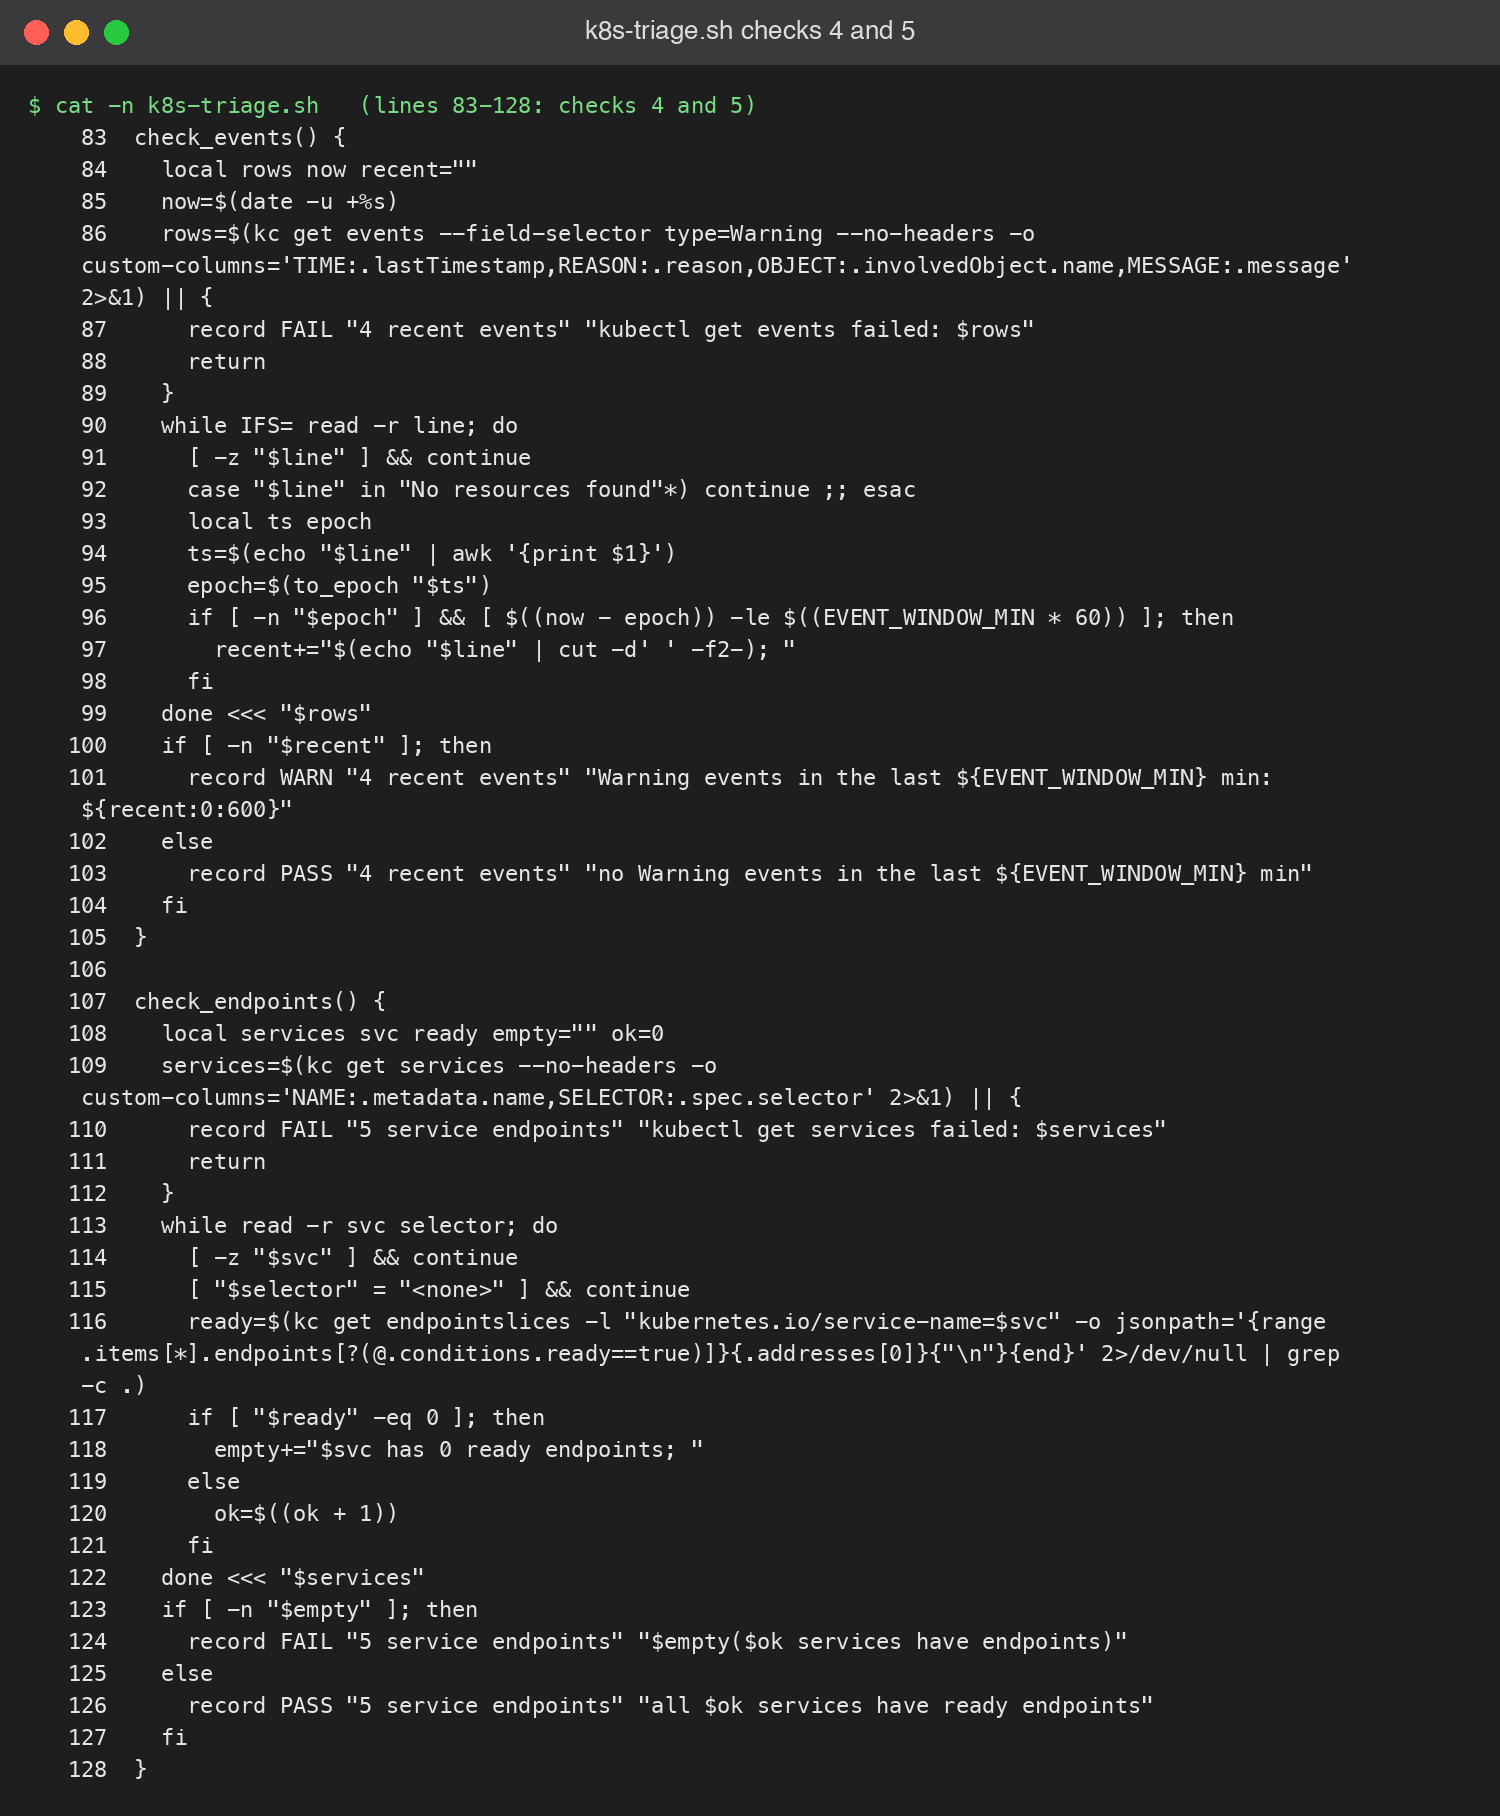 k8s-triage.sh checks 4 and 5
$ cat -n k8s-triage.sh   (lines 83-128: checks 4 and 5)
    83  check_events() {
    84    local rows now recent=""
    85    now=$(date -u +%s)
    86    rows=$(kc get events --field-selector type=Warning --no-headers -o
    custom-columns='TIME:.lastTimestamp,REASON:.reason,OBJECT:.involvedObject.name,MESSAGE:.message'
    2>&1) || {
    87      record FAIL "4 recent events" "kubectl get events failed: $rows"
    88      return
    89    }
    90    while IFS= read -r line; do
    91      [ -z "$line" ] && continue
    92      case "$line" in "No resources found"*) continue ;; esac
    93      local ts epoch
    94      ts=$(echo "$line" | awk '{print $1}')
    95      epoch=$(to_epoch "$ts")
    96      if [ -n "$epoch" ] && [ $((now - epoch)) -le $((EVENT_WINDOW_MIN * 60)) ]; then
    97        recent+="$(echo "$line" | cut -d' ' -f2-); "
    98      fi
    99    done <<< "$rows"
   100    if [ -n "$recent" ]; then
   101      record WARN "4 recent events" "Warning events in the last ${EVENT_WINDOW_MIN} min:
    ${recent:0:600}"
   102    else
   103      record PASS "4 recent events" "no Warning events in the last ${EVENT_WINDOW_MIN} min"
   104    fi
   105  }
   106
   107  check_endpoints() {
   108    local services svc ready empty="" ok=0
   109    services=$(kc get services --no-headers -o
    custom-columns='NAME:.metadata.name,SELECTOR:.spec.selector' 2>&1) || {
   110      record FAIL "5 service endpoints" "kubectl get services failed: $services"
   111      return
   112    }
   113    while read -r svc selector; do
   114      [ -z "$svc" ] && continue
   115      [ "$selector" = "<none>" ] && continue
   116      ready=$(kc get endpointslices -l "kubernetes.io/service-name=$svc" -o jsonpath='{range
    .items[*].endpoints[?(@.conditions.ready==true)]}{.addresses[0]}{"\n"}{end}' 2>/dev/null | grep
    -c .)
   117      if [ "$ready" -eq 0 ]; then
   118        empty+="$svc has 0 ready endpoints; "
   119      else
   120        ok=$((ok + 1))
   121      fi
   122    done <<< "$services"
   123    if [ -n "$empty" ]; then
   124      record FAIL "5 service endpoints" "$empty($ok services have endpoints)"
   125    else
   126      record PASS "5 service endpoints" "all $ok services have ready endpoints"
   127    fi
   128  }